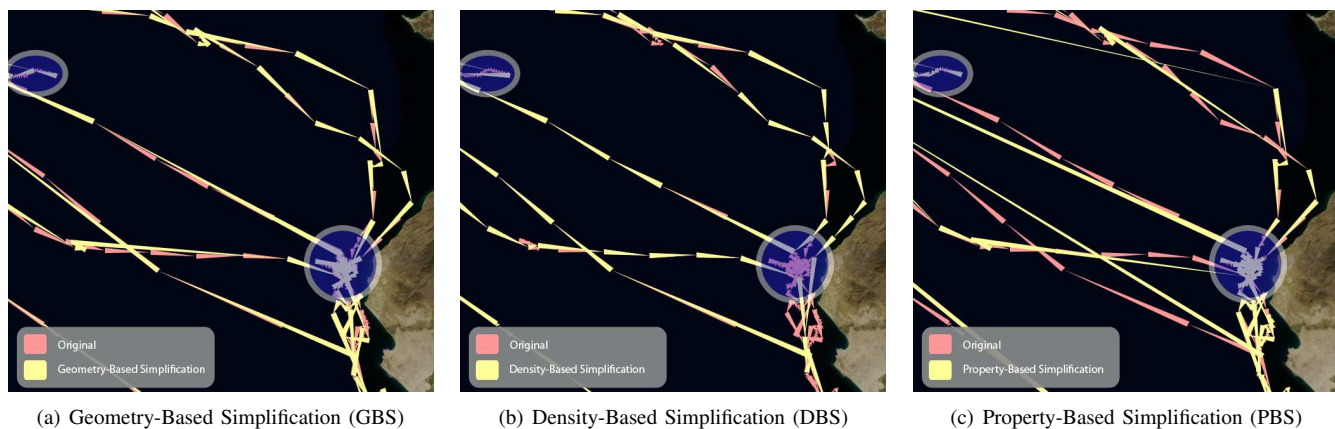 Original
Geometry-Based Simplification
Original
Density-Based Simplification
Original
Property-Based Simplification
(a) Geometry-Based Simplification (GBS)
(b) Density-Based Simplification (DBS)
(c) Property-Based Simplification (PBS)